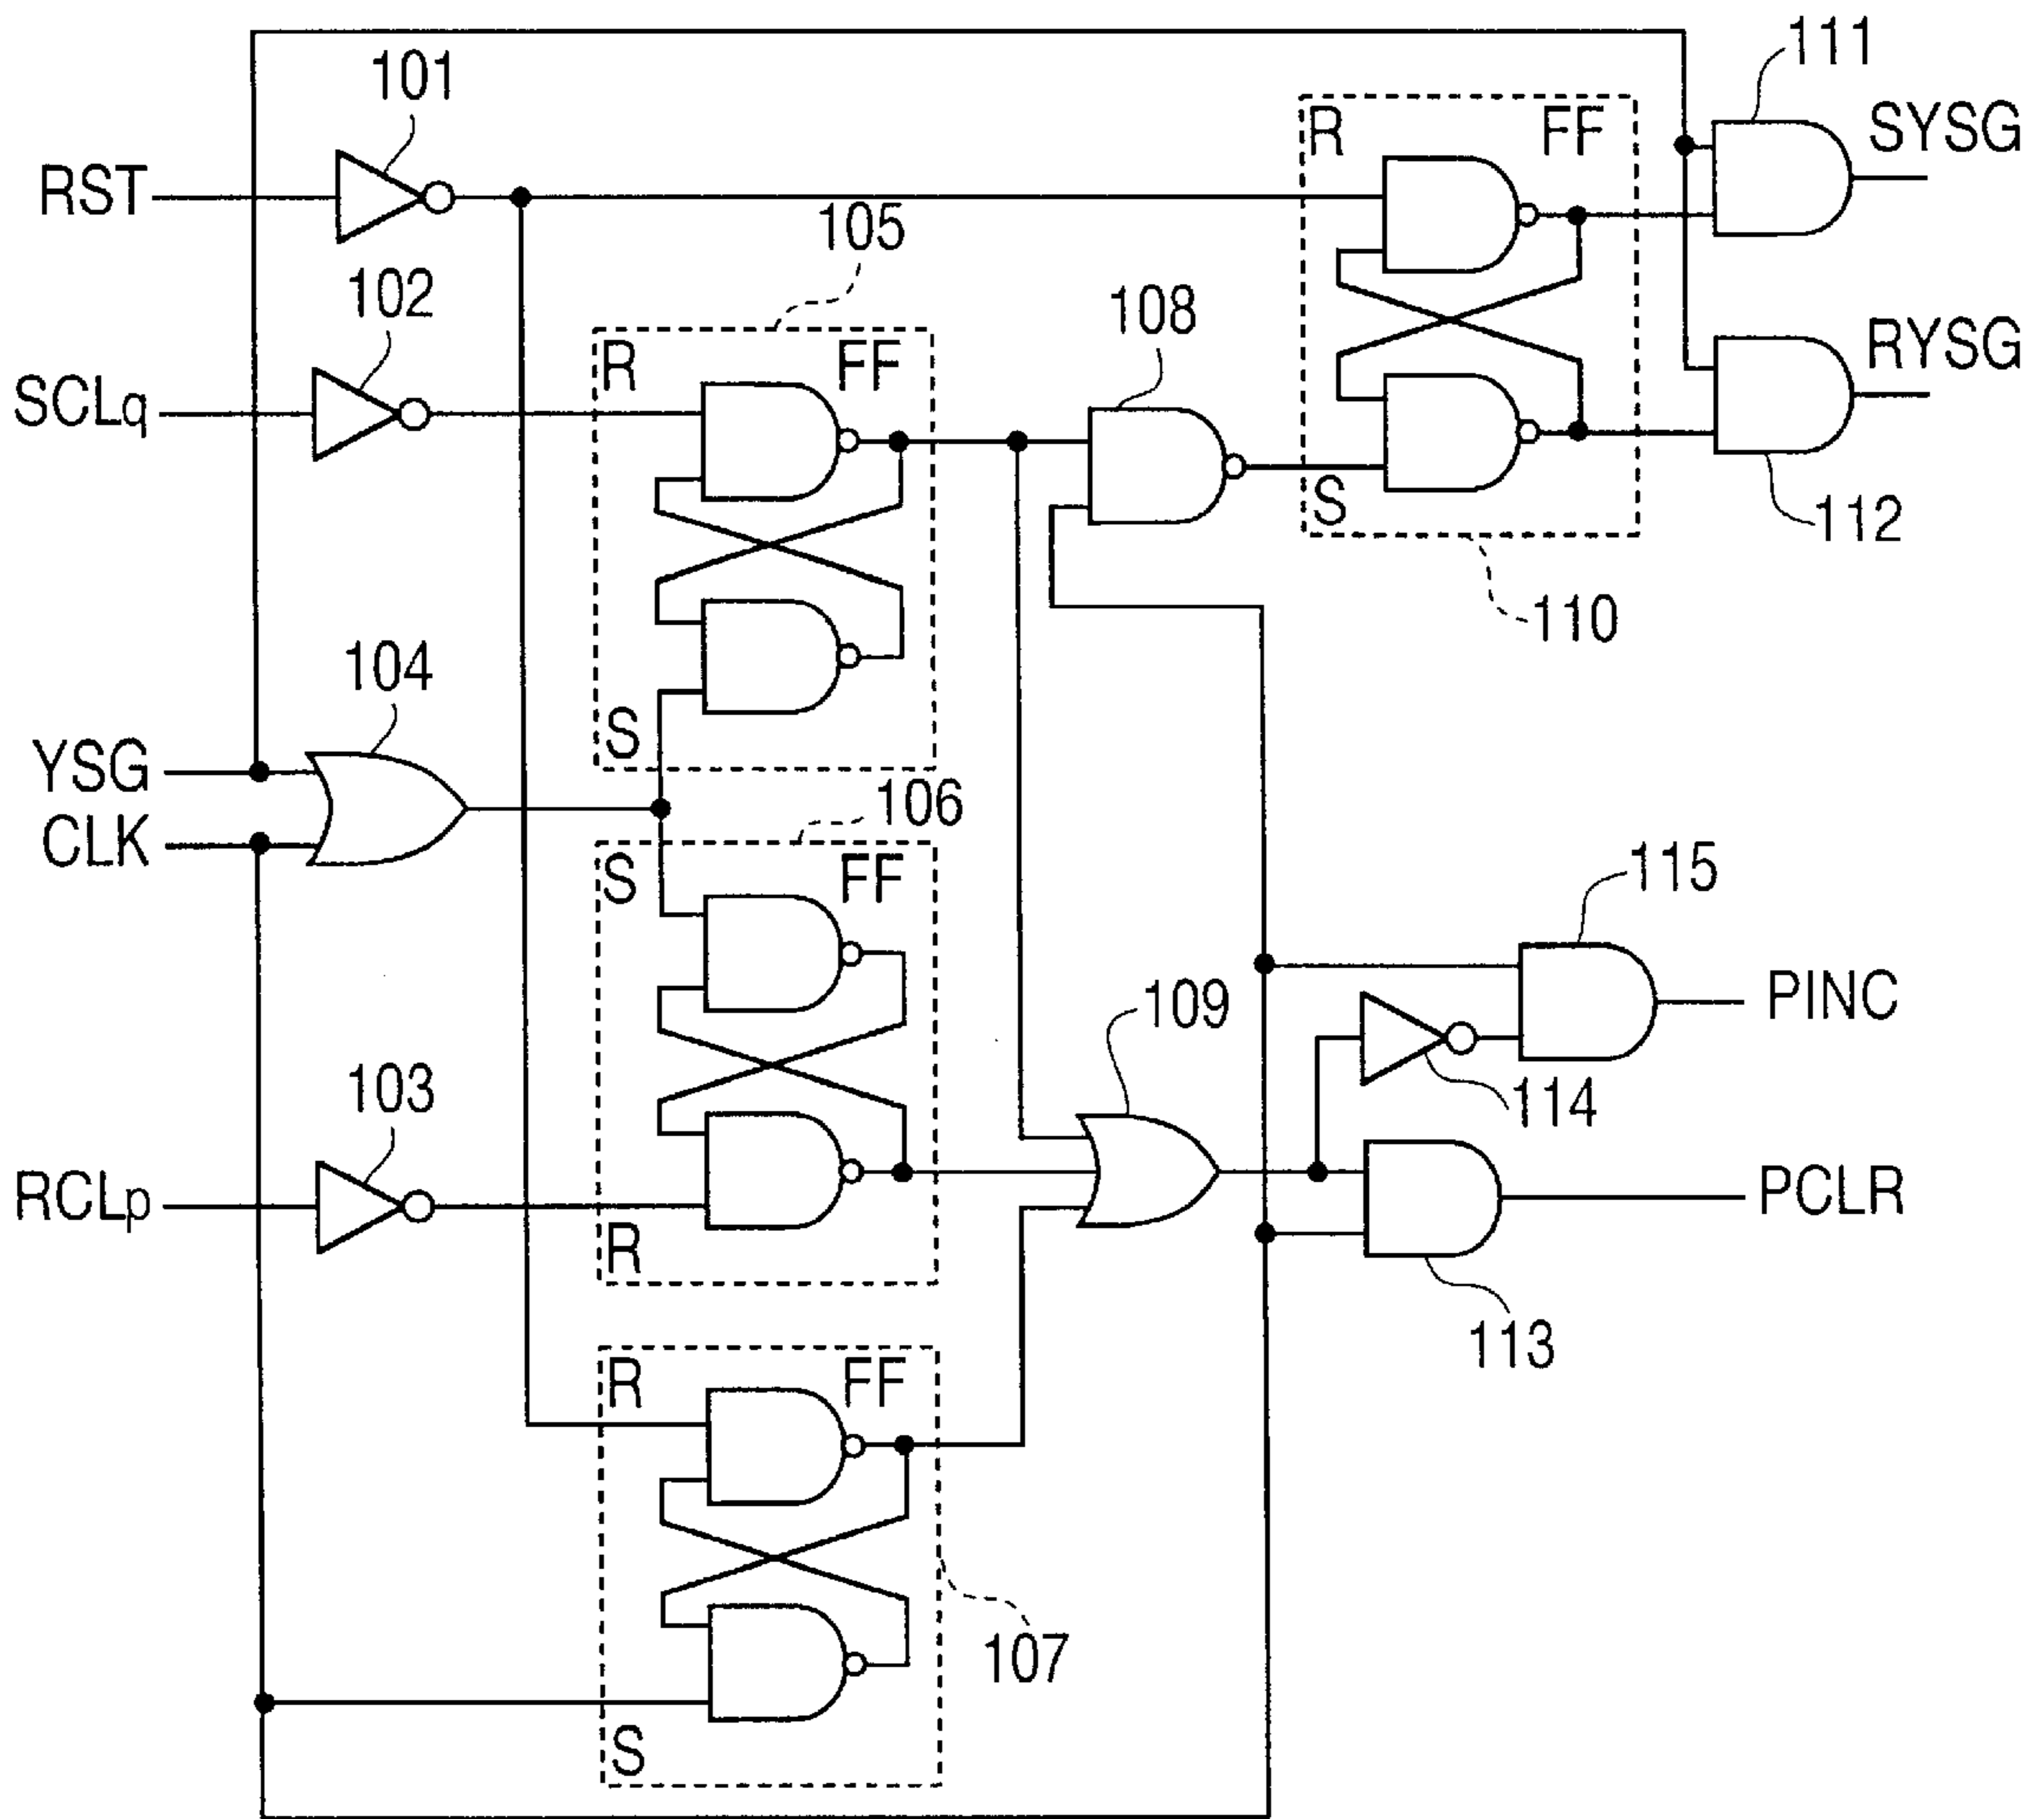 111
101
SYSG
R FF
RST
105
102
108
RYSG
R FF
SCLq
S
112
110
104
S
YSG
106
CLK
S FF
115
109
PINC
103
114
RCLp
PCLR
R
113
R FF
107
S